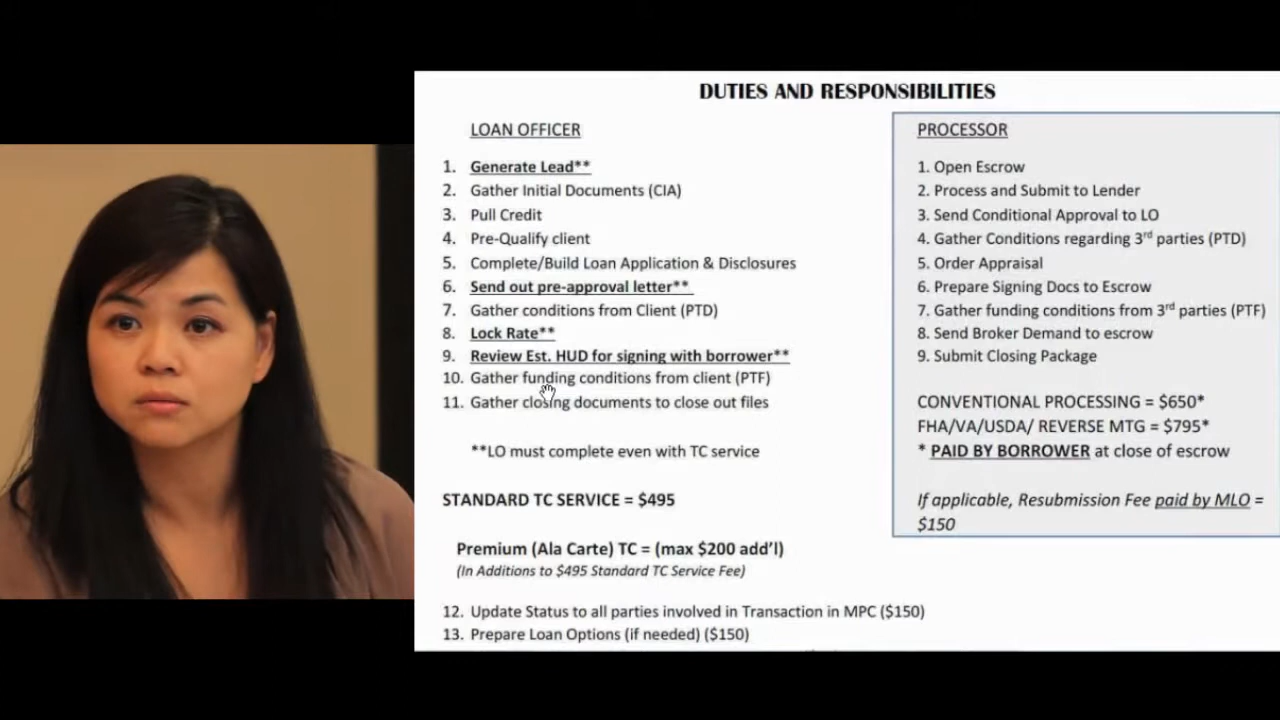 DUTIES AND RESPONSIBILITIES
LOAN OFFICER
1. Generate Lead**
2. Gather Initial Documents (CIA)
3. Pull Credit
4. Pre-Qualify client
5. Complete/Build Loan Application & Disclosures
6. Send out pre-approval letter**
7. Gather conditions from Client (PTD)
8. Lock Rate**
9. Review Est. HUD for signing with borrower**
10. Gather funding conditions from client (PTF)
11. Gather closing documents to close out files
**LO must complete even with TC service
STANDARD TC SERVICE = $495
Premium (Ala Carte) TC = (max $200 add'l)
(In Additions to $495 Standard TC Service Fee)
12. Update Status to all parties involved in Transaction in MPC ($150)
13. Prepare Loan Options (if needed) ($150)
PROCESSOR
1. Open Escrow
2. Process and Submit to Lender
3. Send Conditional Approval to LO
4. Gather Conditions regarding 3rd parties (PTD)
5. Order Appraisal
6. Prepare Signing Docs to Escrow
7. Gather funding conditions from 3rd parties (PTF)
8. Send Broker Demand to escrow
9. Submit Closing Package
CONVENTIONAL PROCESSING = $650*
FHA/VA/USDA/ REVERSE MTG = $795*
* PAID BY BORROWER at close of escrow
If applicable, Resubmission Fee paid by MLO =
$150